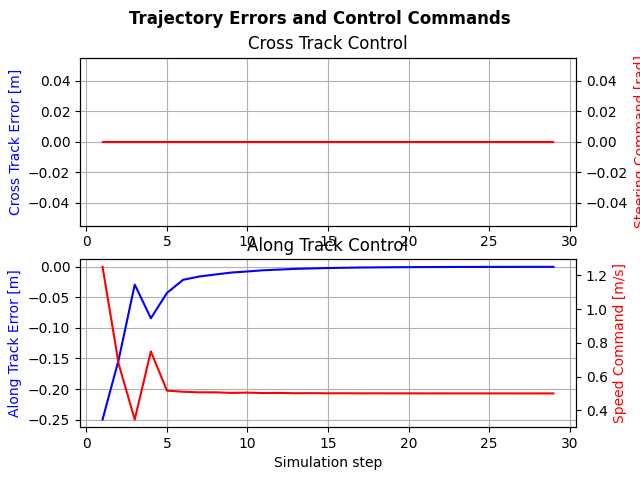 Trajectory Errors and Control Commands
Cross Track Control
Cross Track Error [m]
0.04
0.02
0.00
−0.02
−0.04
0.04
0.02
0.00
−0.02
−0.04
Steering Command [rad]
0 5 10 15 20 25 30
Along Track Control
Along Track Error [m]
0.00
−0.05
−0.10
−0.15
−0.20
−0.25
1.2
1.0
0.8
0.6
0.4
Speed Command [m/s]
0 5 10 15 20 25 30
Simulation step